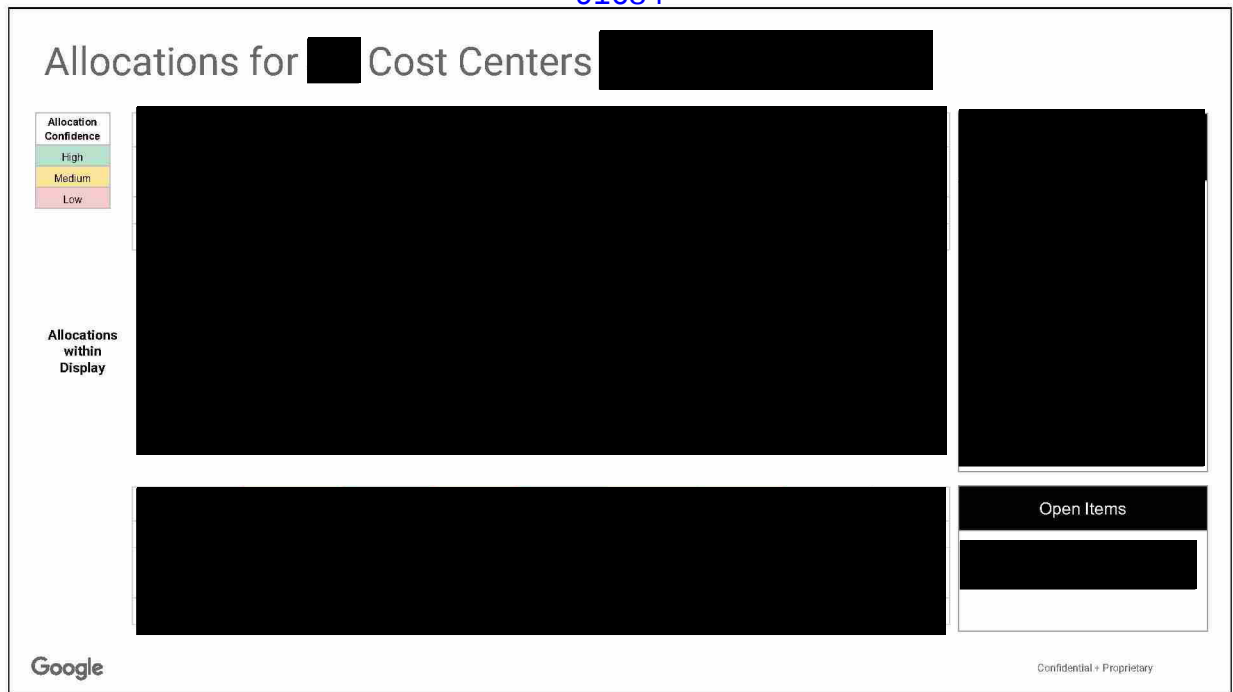 Allocations for Cost Centers
Allocation
Confidence
High
Medium
Low
Allocations
within
Display
Open Items
Google
Confidential + Proprietary